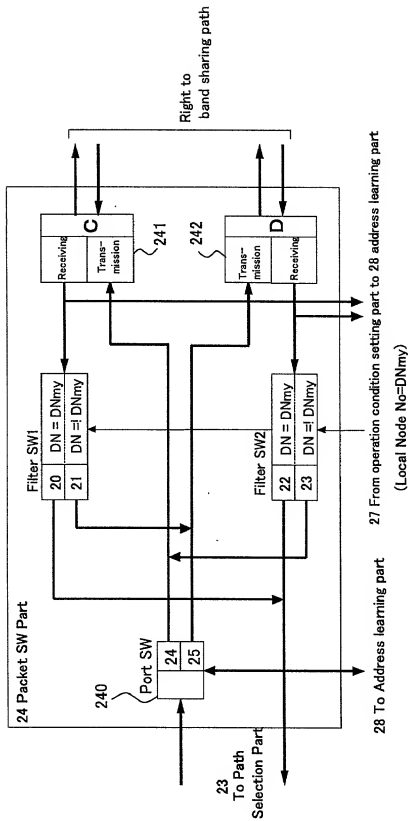 24 Packet SW Part
240
Port SW
24
25
23
To Path
Selection Part
Filter SW1
20 DN = DNmy
21 DN =! DNmy
Filter SW2
22 DN = DNmy
23 DN =! DNmy
Receiving
Trans-
mission
C
241
242
Trans-
mission
Receiving
D
Right to
band sharing path
28 To Address learning part
27 From operation condition setting part to 28 address learning part
(Local Node No=DNmy)